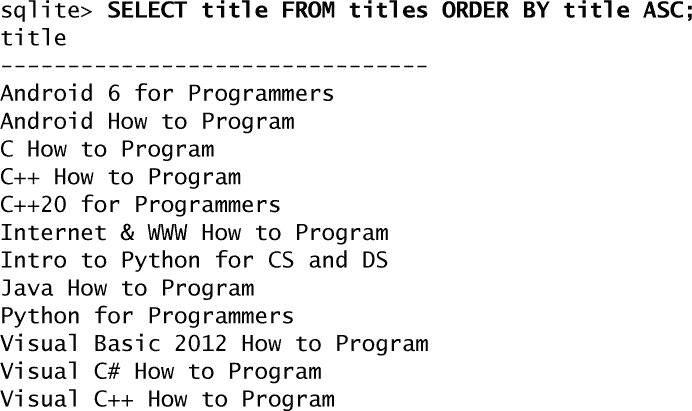 sqlite> SELECT title FROM titles ORDER BY title ASC;
title
--------------------------------
Android 6 for Programmers
Android How to Program
C How to Program
C++ How to Program
C++20 for Programmers
Internet & WWW How to Program
Intro to Python for CS and DS
Java How to Program
Python for Programmers
Visual Basic 2012 How to Program
Visual C# How to Program
Visual C++ How to Program